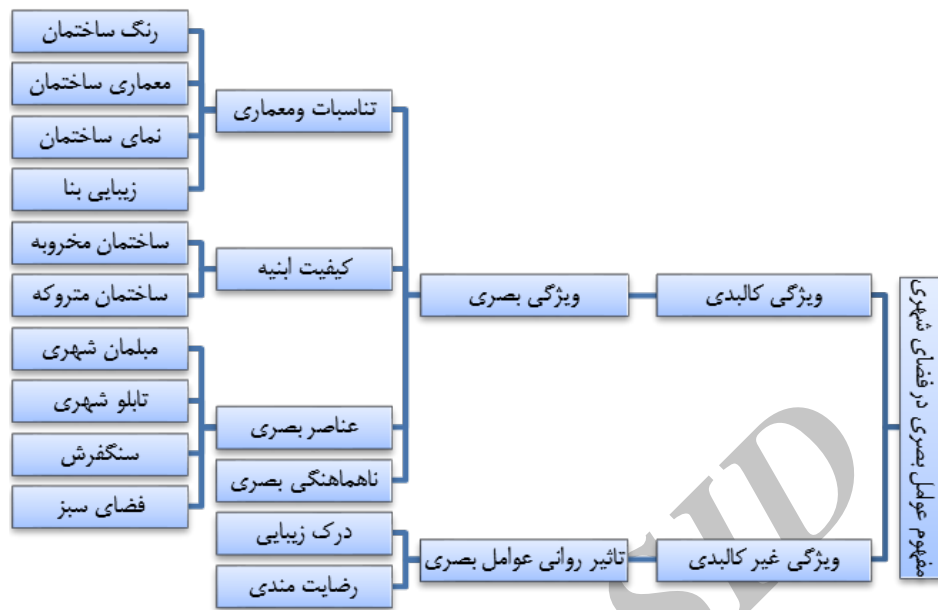 مفهوم عوامل بصری در فضای شهری
ویژگی کالبدی
ویژگی بصری
تناسبات ومعماری
رنگ ساختمان
معماری ساختمان
نمای ساختمان
زیبایی بنا
کیفیت ابنیه
ساختمان مخروبه
ساختمان متروکه
عناصر بصری
مبلمان شهری
تابلو شهری
سنگفرش
فضای سبز
ناهماهنگی بصری
ویژگی غیر کالبدی
تاثیر روانی عوامل بصری
درک زیبایی
رضایت مندی
SID